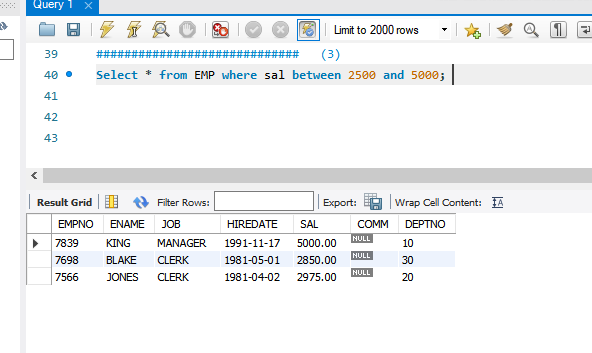 Query 1
Limit to 2000 rows
39 ############################# (3)
40 Select * from EMP where sal between 2500 and 5000;
41
42
43
Result Grid Filter Rows: Export: Wrap Cell Content: IA
EMPNO ENAME JOB HIREDATE SAL COMM DEPTNO
7839 KING MANAGER 1991-11-17 5000.00 NULL 10
7698 BLAKE CLERK 1981-05-01 2850.00 NULL 30
7566 JONES CLERK 1981-04-02 2975.00 NULL 20